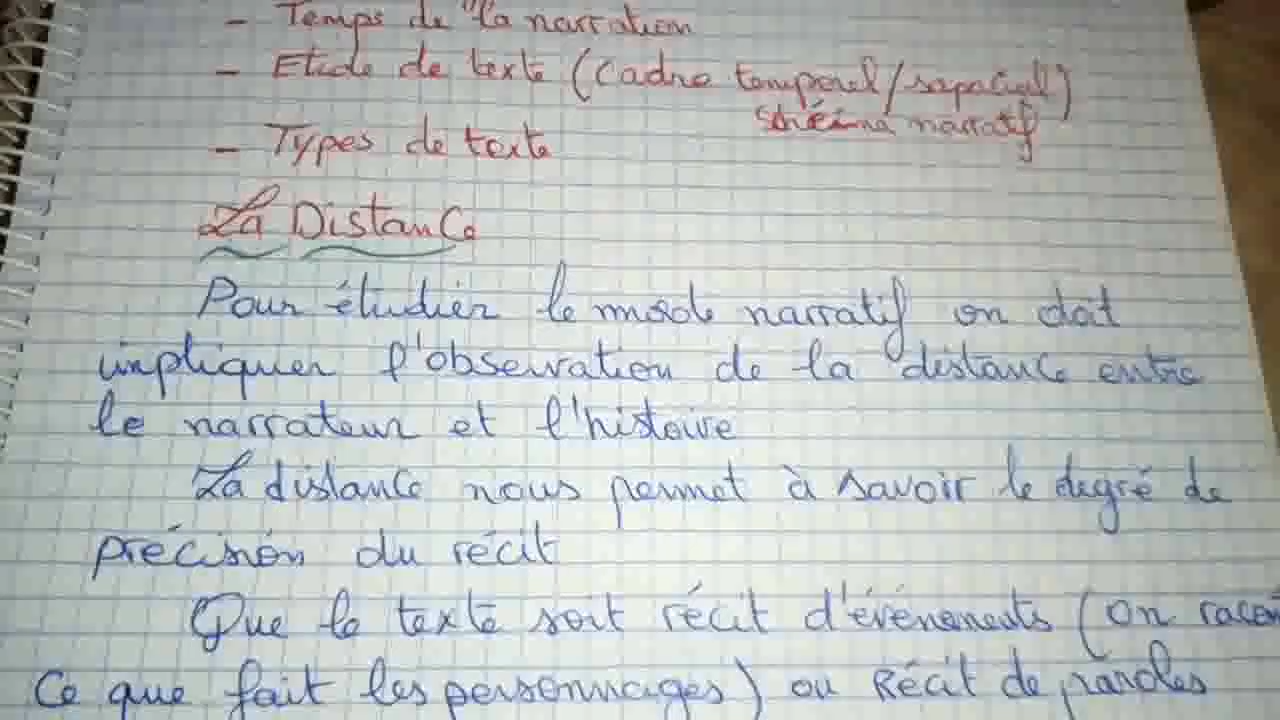 - Temps de la narration
- Etude de texte (Cadre temporel/sapacial)
Schéma narratif
- Types de texte
La Distance
Pour étudier le mode narratif on doit
impliquer l'observation de la distance entre
le narrateur et l'histoire
La distance nous permet à savoir le degré de
précision du récit
Que le texte soit récit d'événements (on racon
Ce que fait les personnages) ou Récit de paroles